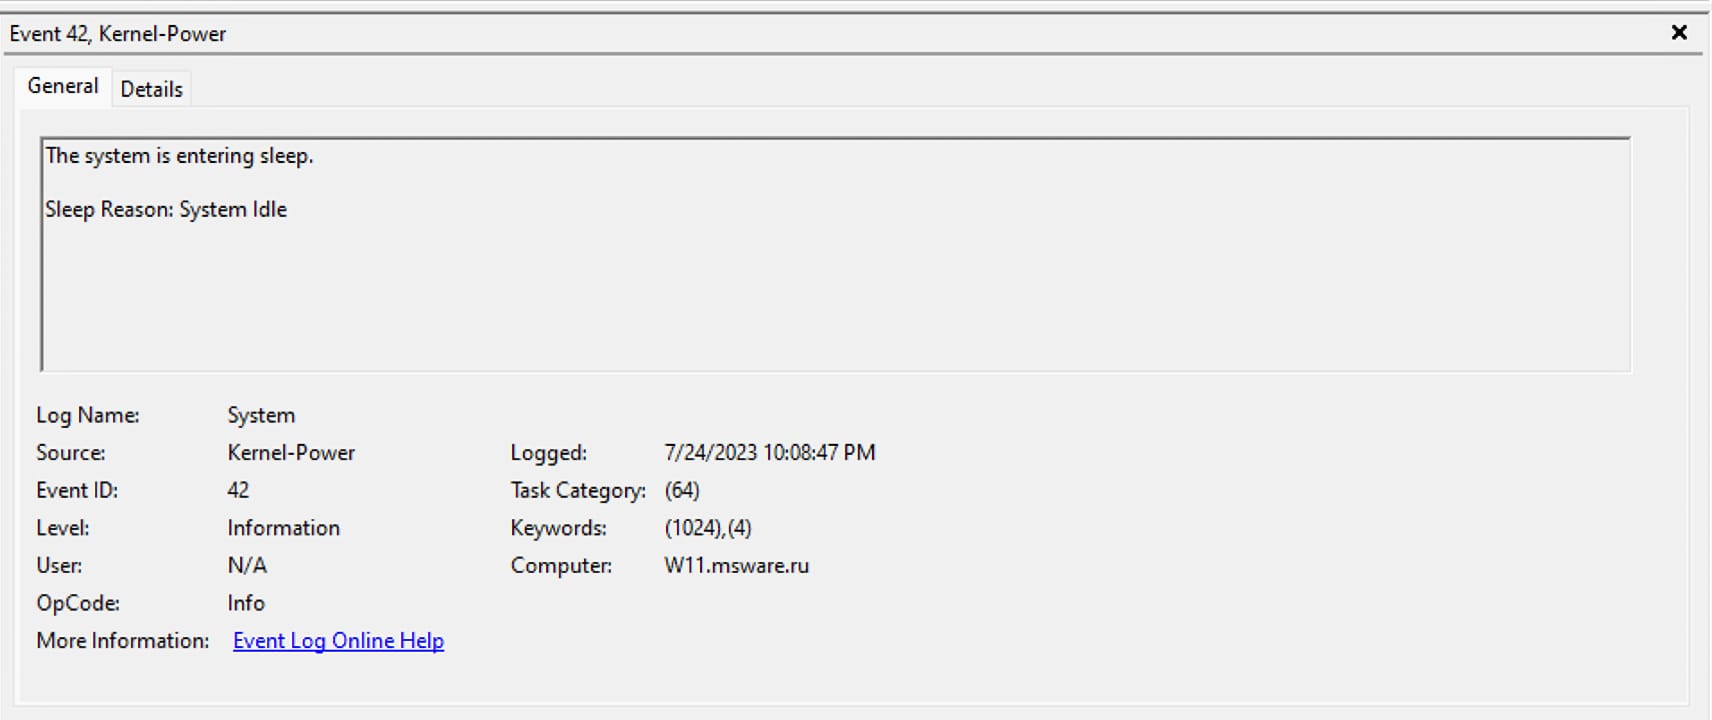 Event 42, Kernel-Power
General Details
The system is entering sleep.
Sleep Reason: System Idle
Log Name: System
Source: Kernel-Power Logged: 7/24/2023 10:08:47 PM
Event ID: 42 Task Category: (64)
Level: Information Keywords: (1024),(4)
User: N/A Computer: W11.msware.ru
OpCode: Info
More Information: Event Log Online Help